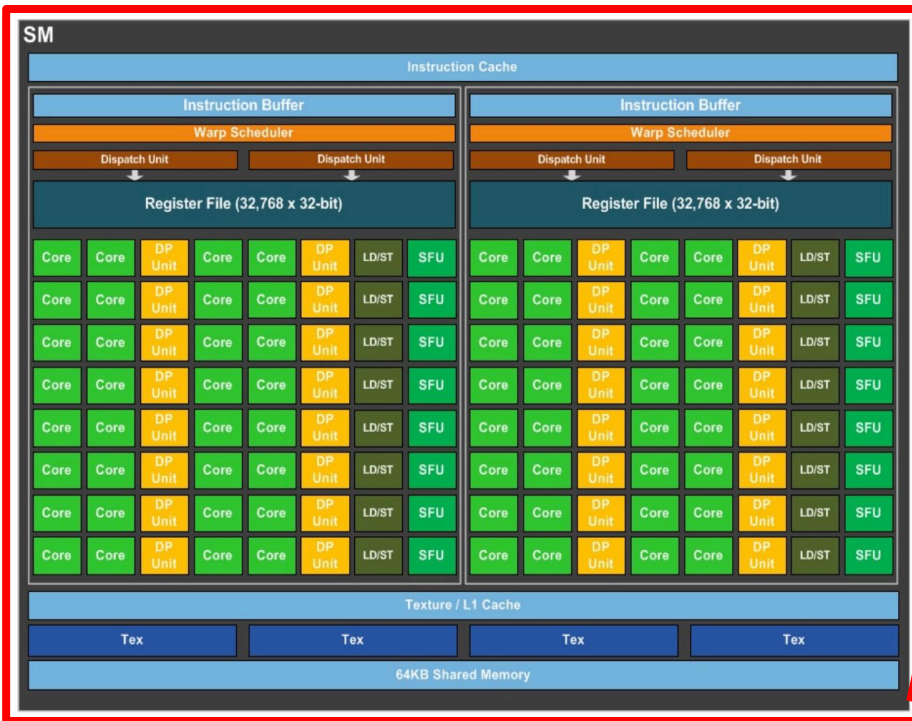 SM
Instruction Cache
Instruction Buffer Instruction Buffer
Warp Scheduler Warp Scheduler
Dispatch Unit Dispatch Unit Dispatch Unit Dispatch Unit
Register File (32,768 x 32-bit) Register File (32,768 x 32-bit)
Core Core DP Unit Core Core DP Unit LD/ST SFU Core Core DP Unit Core Core DP Unit LD/ST SFU
Core Core DP Unit Core Core DP Unit LD/ST SFU Core Core DP Unit Core Core DP Unit LD/ST SFU
Core Core DP Unit Core Core DP Unit LD/ST SFU Core Core DP Unit Core Core DP Unit LD/ST SFU
Core Core DP Unit Core Core DP Unit LD/ST SFU Core Core DP Unit Core Core DP Unit LD/ST SFU
Core Core DP Unit Core Core DP Unit LD/ST SFU Core Core DP Unit Core Core DP Unit LD/ST SFU
Core Core DP Unit Core Core DP Unit LD/ST SFU Core Core DP Unit Core Core DP Unit LD/ST SFU
Core Core DP Unit Core Core DP Unit LD/ST SFU Core Core DP Unit Core Core DP Unit LD/ST SFU
Core Core DP Unit Core Core DP Unit LD/ST SFU Core Core DP Unit Core Core DP Unit LD/ST SFU
Texture / L1 Cache
Tex Tex Tex Tex
64KB Shared Memory